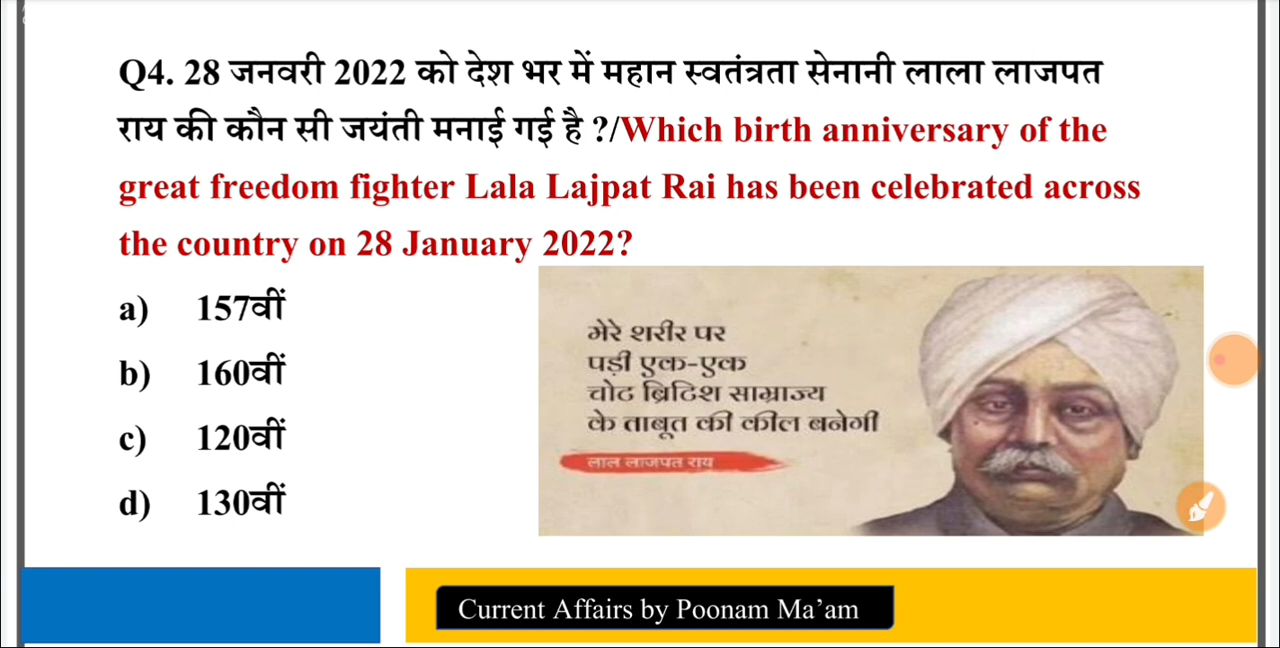 Q4. 28 जनवरी 2022 को देश भर में महान स्वतंत्रता सेनानी लाला लाजपत
राय की कौन सी जयंती मनाई गई है ?/Which birth anniversary of the
great freedom fighter Lala Lajpat Rai has been celebrated across
the country on 28 January 2022?
a) 157वीं
b) 160वीं
c) 120वीं
d) 130वीं
मेरे शरीर पर
पड़ी एक-एक
चोट ब्रिटिश साम्राज्य
के ताबूत की कील बनेगी
लाल लाजपत राय
Current Affairs by Poonam Ma’am